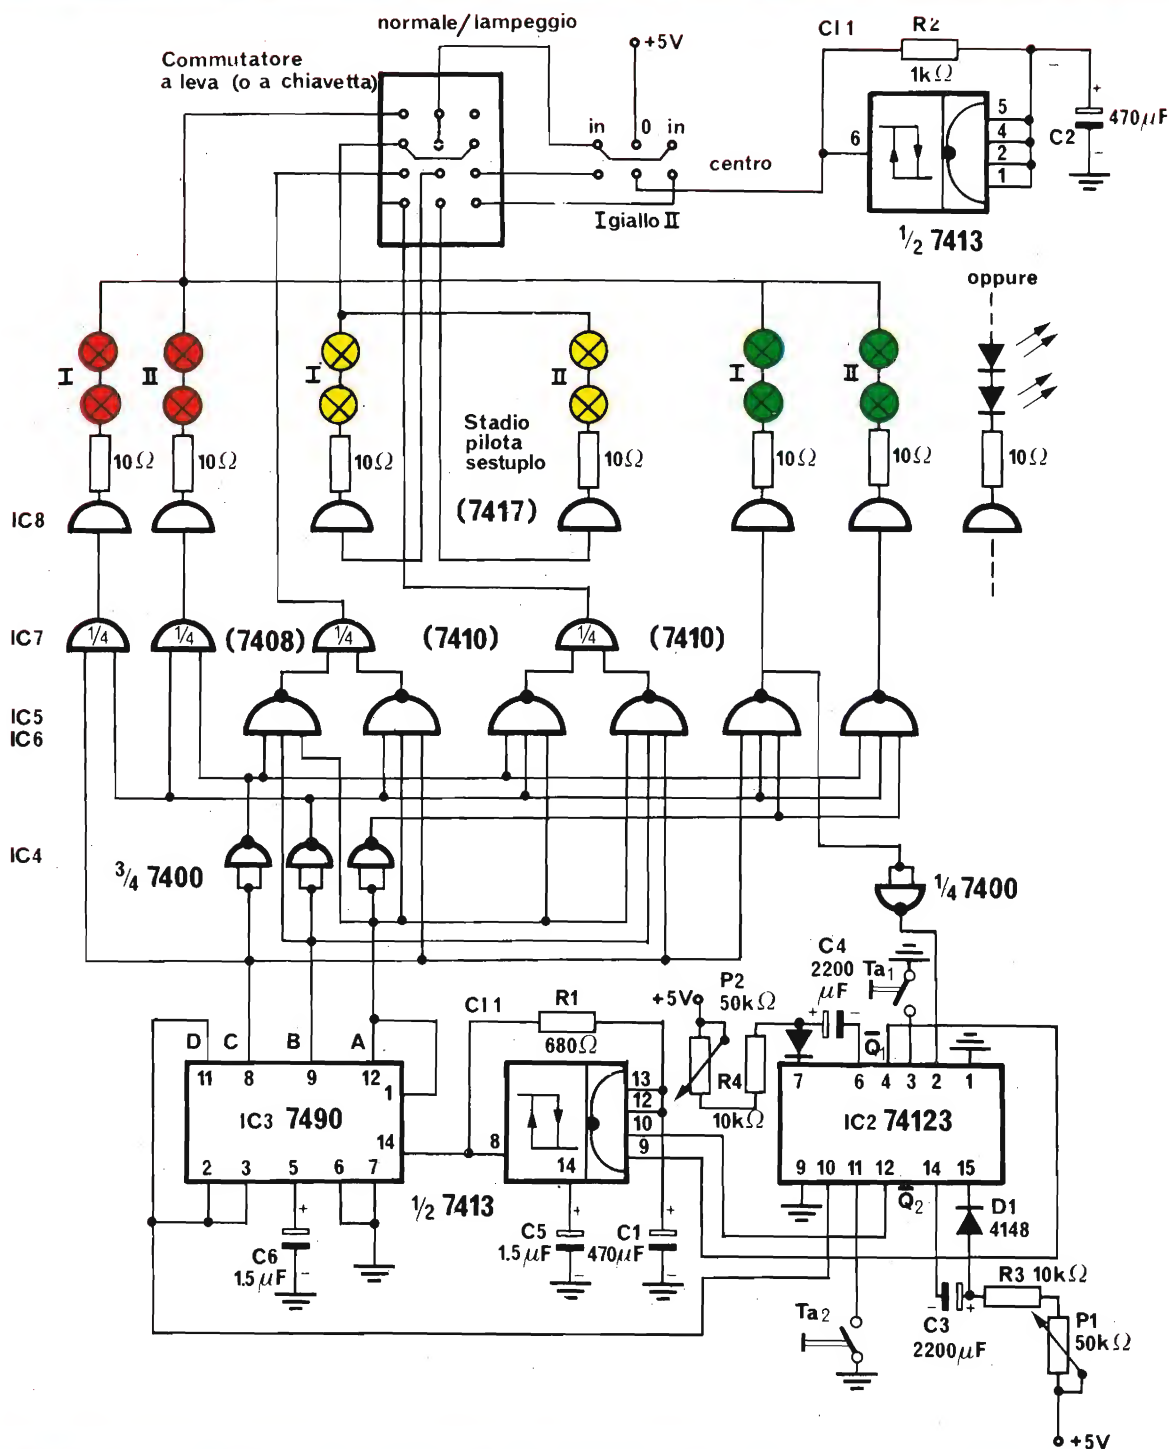 normale/lampeggio
Commutatore
a leva (o a chiavetta)
+5V
CI1
R2
1kΩ
in
0
in
centro
I giallo II
6
5
4
2
1
C2
+
470µF
−
½ 7413
oppure
I
II
I
II
I
II
Stadio
pilota
sestuplo
10Ω
10Ω
10Ω
10Ω
10Ω
10Ω
10Ω
IC8
(7417)
IC7
¼
¼
(7408)
¼
(7410)
¼
(7410)
IC5
IC6
IC4
¾ 7400
¼ 7400
D
C
B
A
11
8
9
12
1
IC3 7490
14
2
3
5
6
7
+
C6
1.5µF
−
CI1
R1
680Ω
8
13
12
10
9
14
½ 7413
+
C5
1.5µF
−
+
C1
470µF
−
+5V
P2
50kΩ
R4
10kΩ
C4
2200
µF
+
−
Ta1
Q̅1
7
6
4
3
2
1
IC2 74123
9
10
11
12
14
15
Q̅2
D1
4148
R3 10kΩ
−
+
C3
2200µF
P1
50kΩ
Ta2
+5V